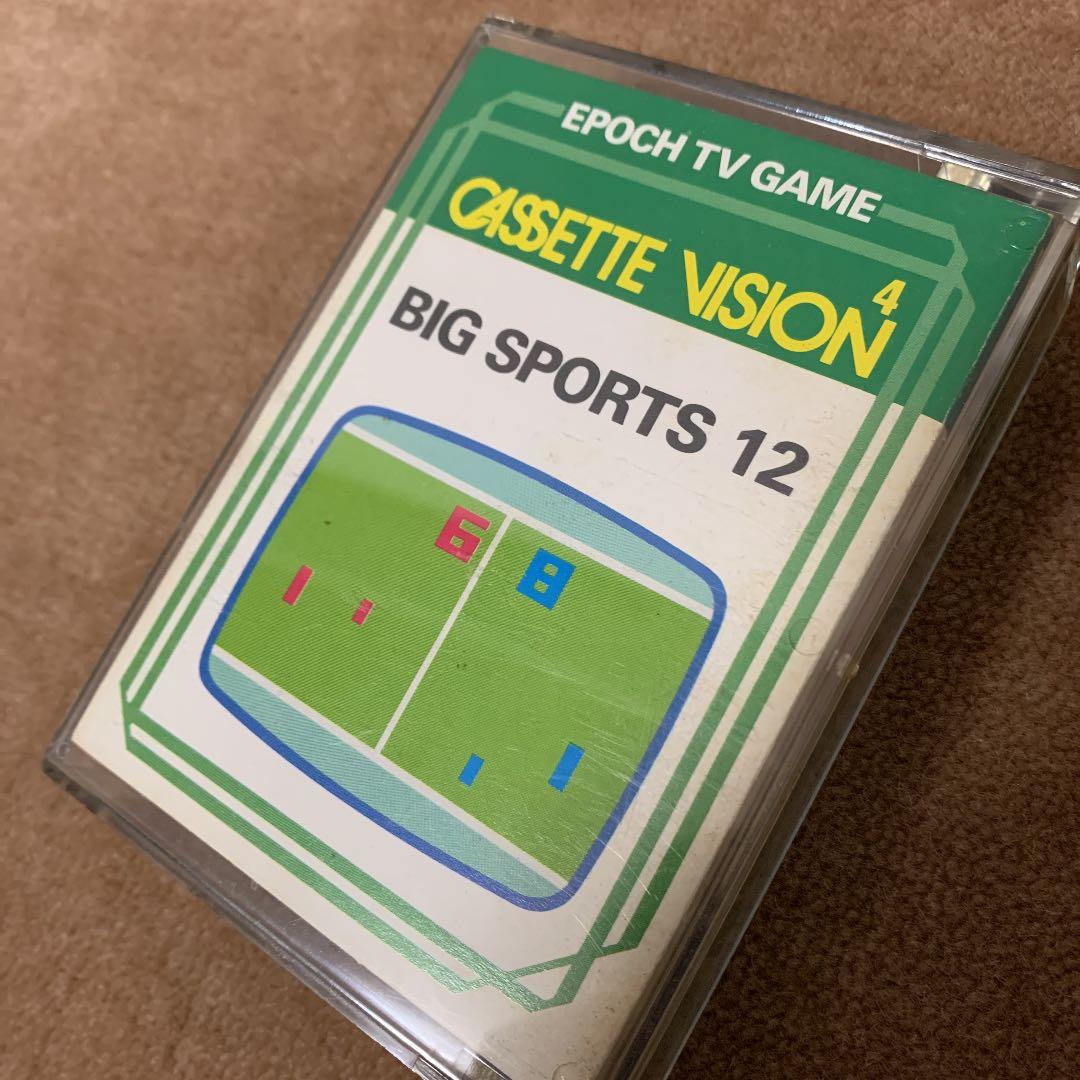 EPOCH TV GAME
CASSETTE VISION 4
BIG SPORTS 12
6 8